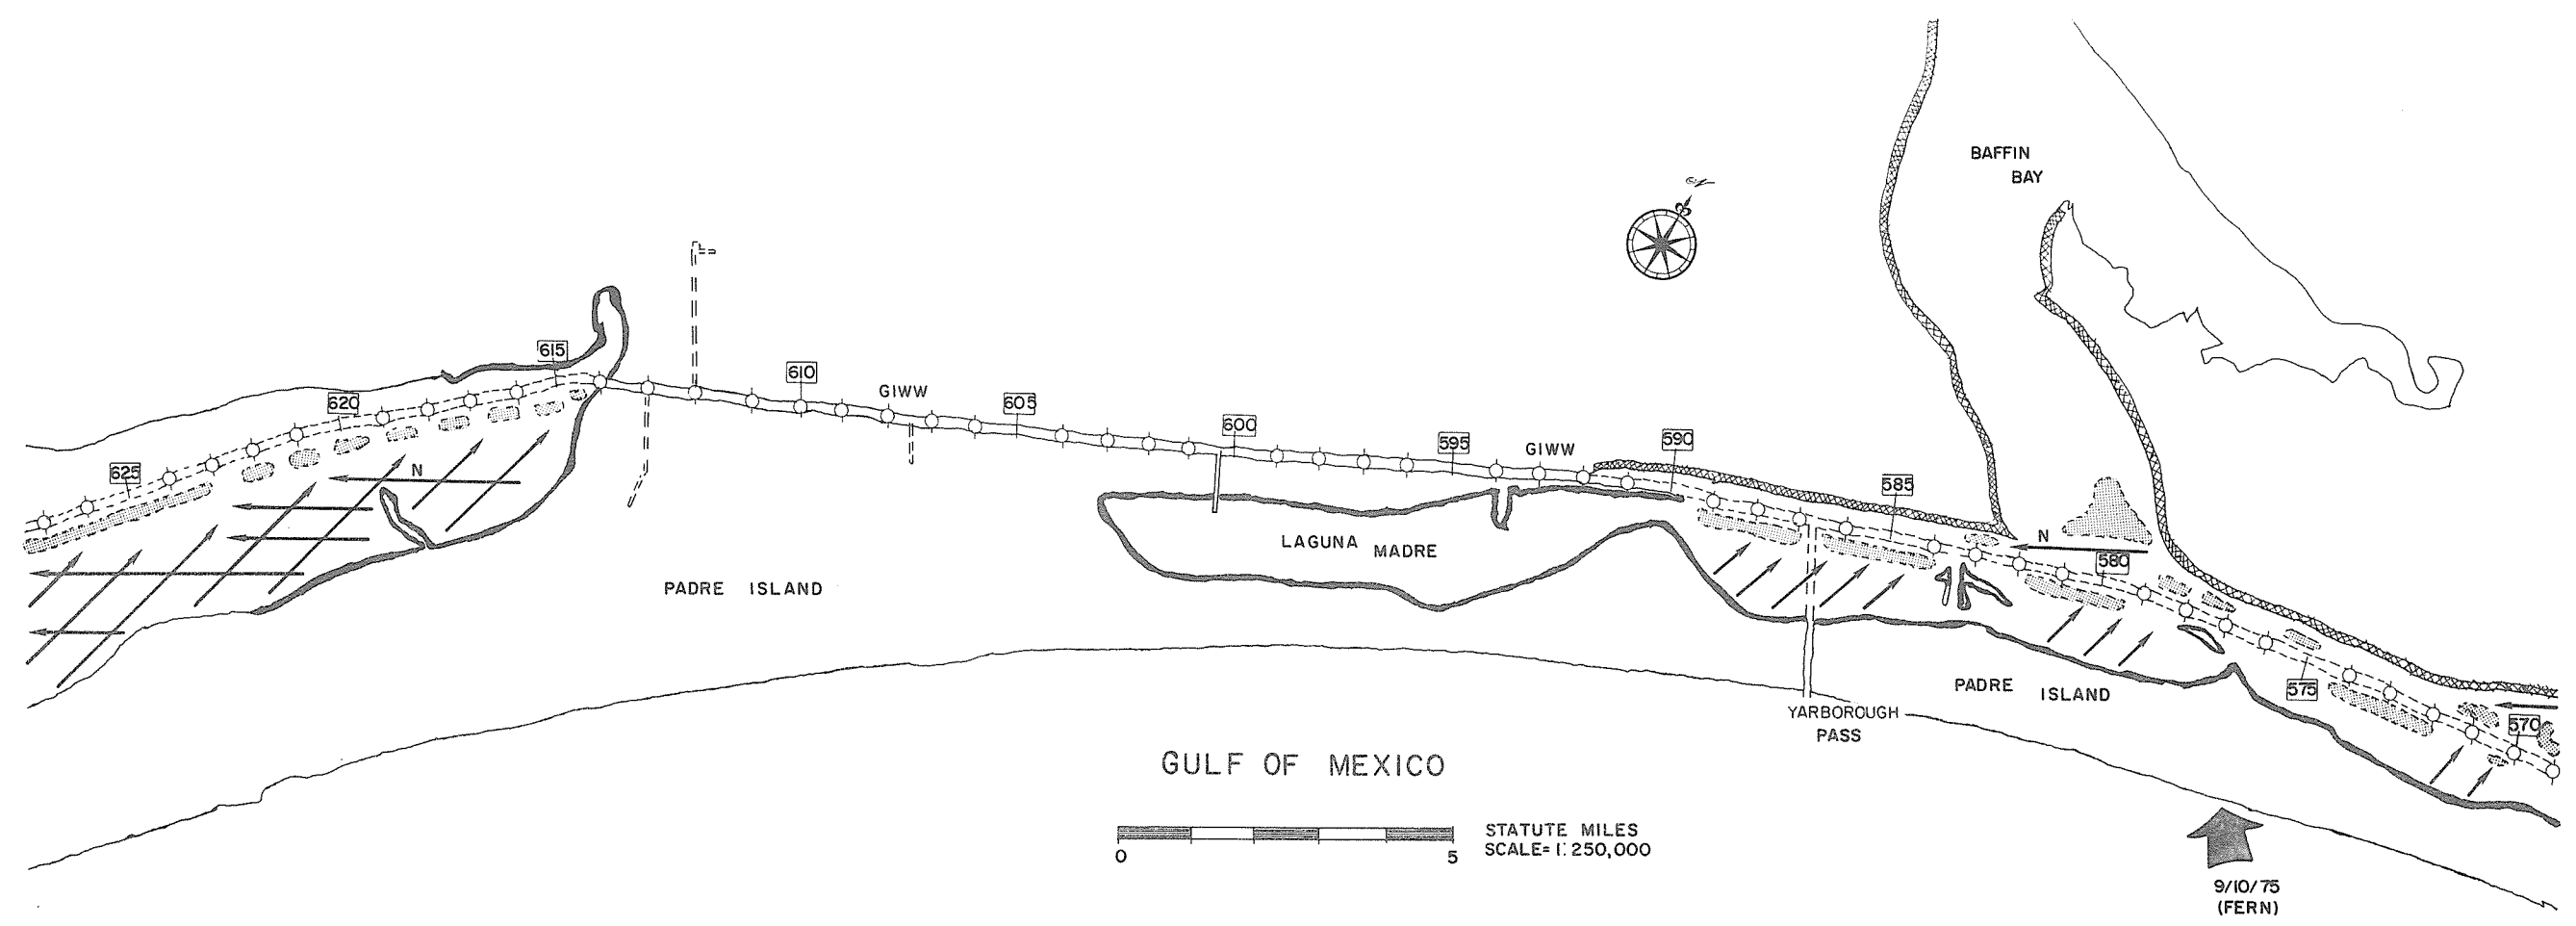 BAFFIN
BAY
N
615
610
GIWW
620
605
600
595
GIWW
590
N
625
585
LAGUNA MADRE
N
580
PADRE ISLAND
575
PADRE ISLAND
YARBOROUGH
PASS
570
GULF OF MEXICO
STATUTE MILES
SCALE= 1:250,000
0 5
9/10/75
(FERN)